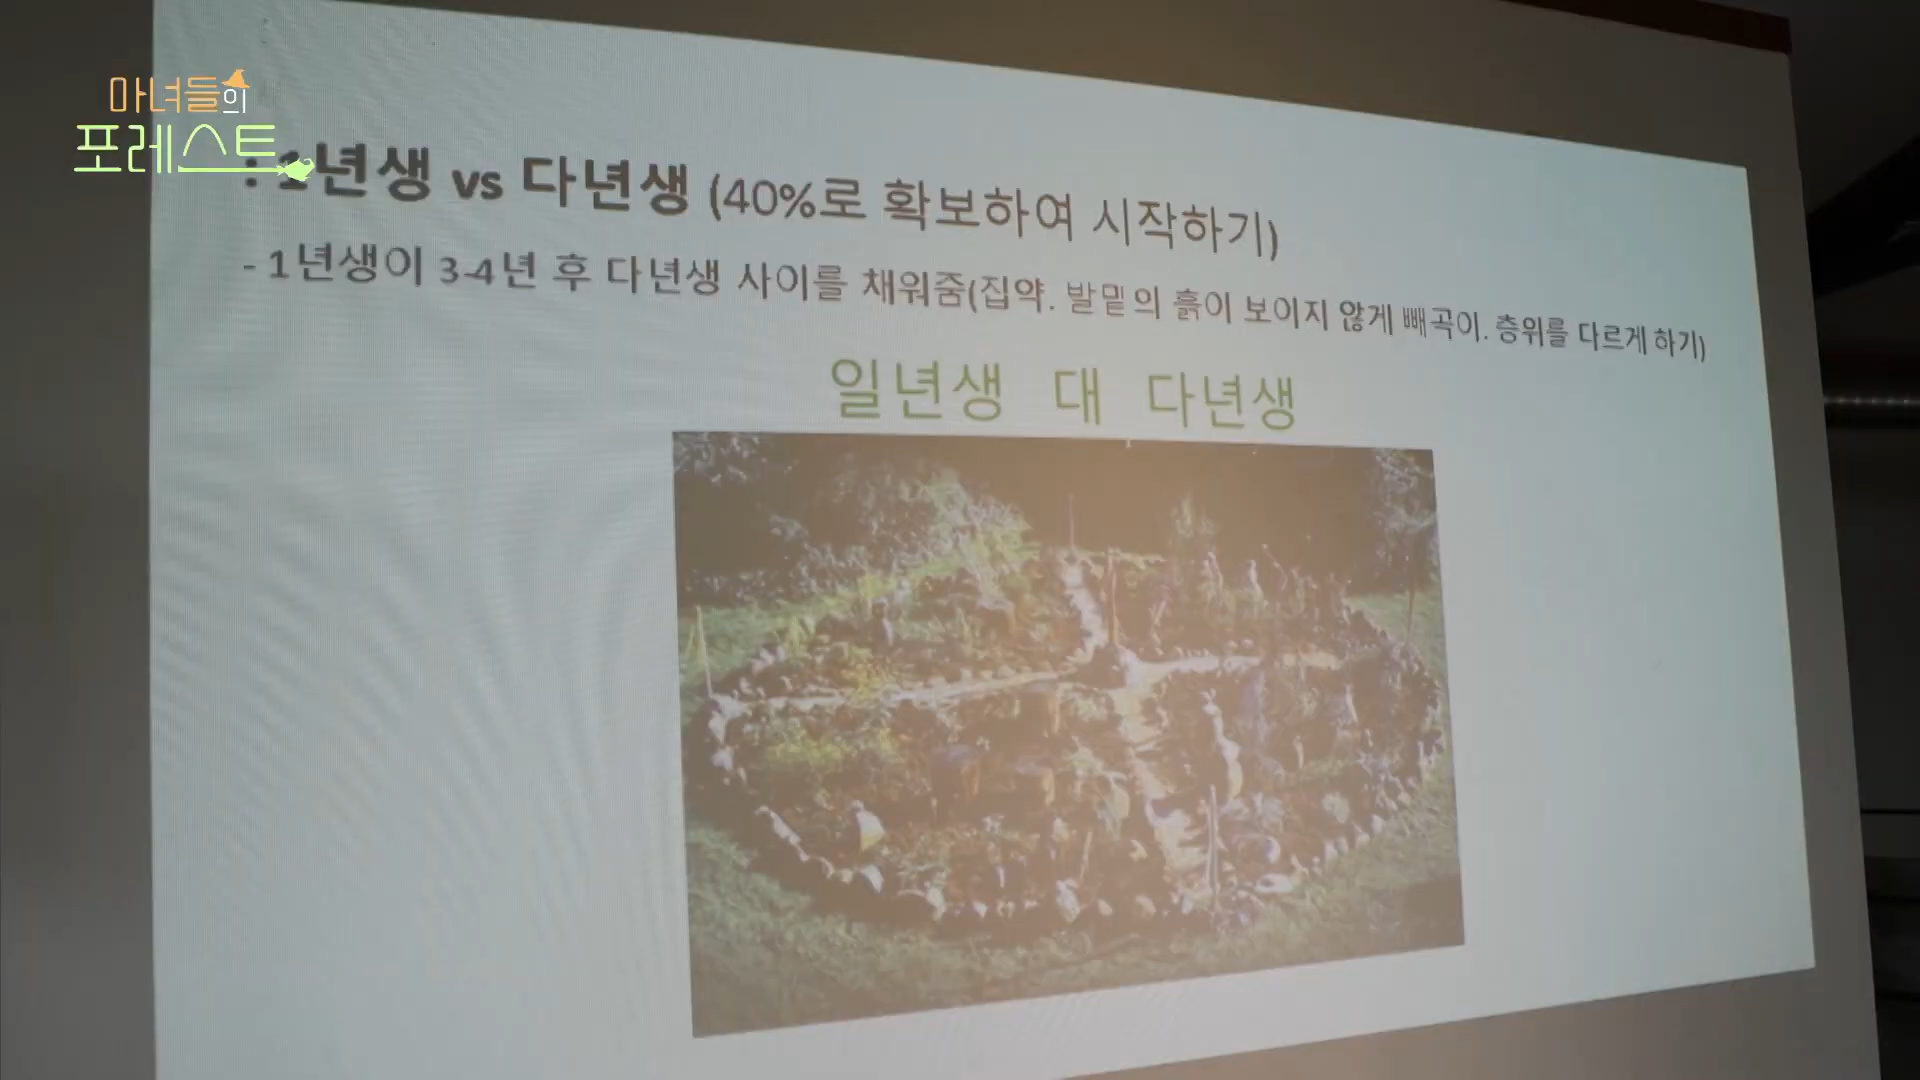 마녀들의
포레스트
: 1년생 vs 다년생 (40%로 확보하여 시작하기)
- 1년생이 3-4년 후 다년생 사이를 채워줌(집약. 발밑의 흙이 보이지 않게 빼곡이. 층위를 다르게 하기)
일년생 대 다년생